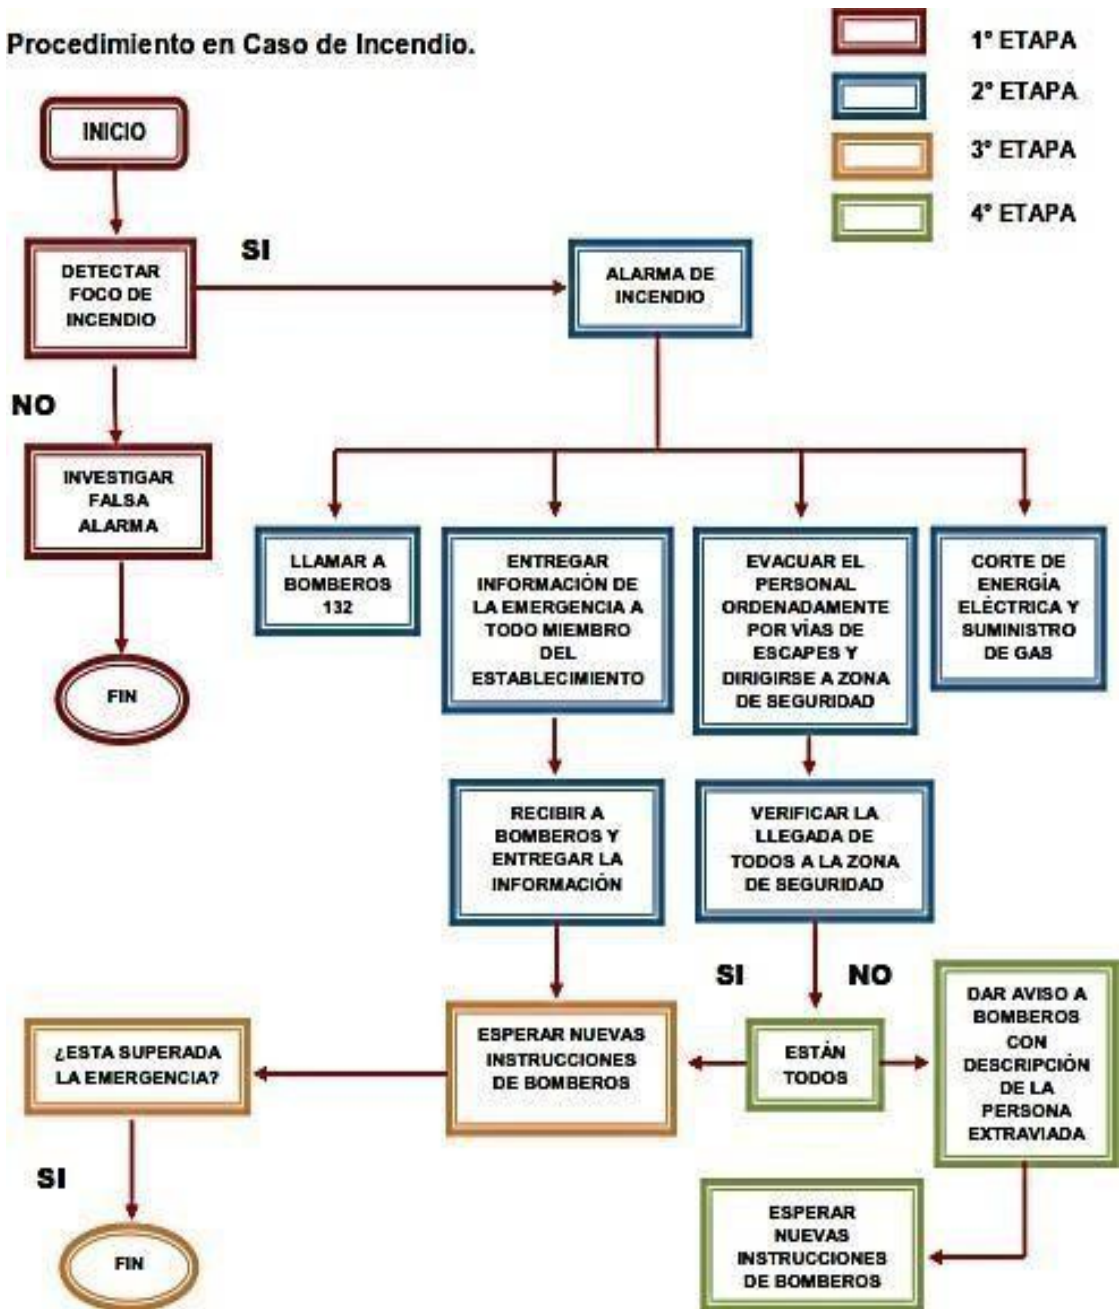 Procedimiento en Caso de Incendio.
1° ETAPA
2° ETAPA
3° ETAPA
4° ETAPA
INICIO
DETECTAR
FOCO DE
INCENDIO
SI
ALARMA DE
INCENDIO
NO
INVESTIGAR
FALSA
ALARMA
FIN
LLAMAR A
BOMBEROS
132
ENTREGAR
INFORMACIÓN DE
LA EMERGENCIA A
TODO MIEMBRO
DEL
ESTABLECIMIENTO
EVACUAR EL
PERSONAL
ORDENADAMENTE
POR VÍAS DE
ESCAPES Y
DIRIGIRSE A ZONA
DE SEGURIDAD
CORTE DE
ENERGÍA
ELÉCTRICA Y
SUMINISTRO
DE GAS
RECIBIR A
BOMBEROS Y
ENTREGAR LA
INFORMACIÓN
VERIFICAR LA
LLEGADA DE
TODOS A LA ZONA
DE SEGURIDAD
SI
NO
ESTÁN
TODOS
DAR AVISO A
BOMBEROS
CON
DESCRIPCIÓN
DE LA
PERSONA
EXTRAVIADA
ESPERAR NUEVAS
INSTRUCCIONES
DE BOMBEROS
¿ESTA SUPERADA
LA EMERGENCIA?
SI
FIN
ESPERAR
NUEVAS
INSTRUCCIONES
DE BOMBEROS